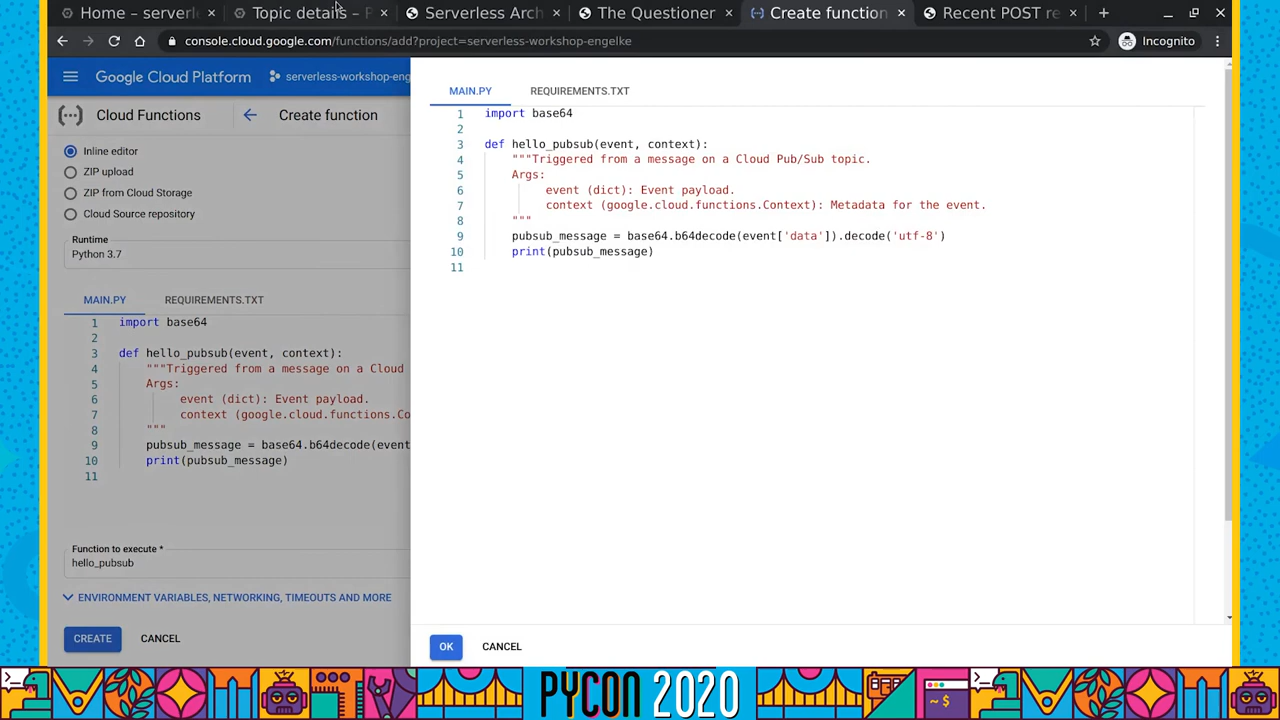 Home – serverl
Topic details - P
Serverless Arch
The Questioner
Create function
Recent POST re
console.cloud.google.com/functions/add?project=serverless-workshop-engelke
Incognito
Google Cloud Platform
serverless-workshop-eng
Cloud Functions
Create function
Inline editor
ZIP upload
ZIP from Cloud Storage
Cloud Source repository
Runtime
Python 3.7
MAIN.PY
REQUIREMENTS.TXT
1 import base64
2
3 def hello_pubsub(event, context):
4 """Triggered from a message on a Cloud
5 Args:
6 event (dict): Event payload.
7 context (google.cloud.functions.Co
8 """
9 pubsub_message = base64.b64decode(event
10 print(pubsub_message)
11
Function to execute *
hello_pubsub
ENVIRONMENT VARIABLES, NETWORKING, TIMEOUTS AND MORE
CREATE
CANCEL
MAIN.PY
REQUIREMENTS.TXT
1 import base64
2
3 def hello_pubsub(event, context):
4 """Triggered from a message on a Cloud Pub/Sub topic.
5 Args:
6 event (dict): Event payload.
7 context (google.cloud.functions.Context): Metadata for the event.
8 """
9 pubsub_message = base64.b64decode(event['data']).decode('utf-8')
10 print(pubsub_message)
11
OK
CANCEL
PYCON 2020
~ $